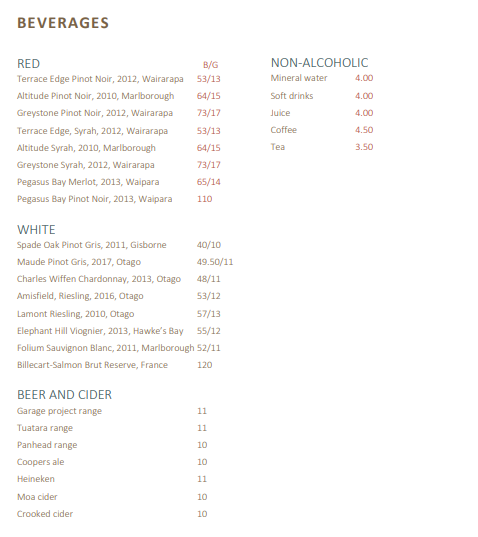 BEVERAGES
RED B/G
Terrace Edge Pinot Noir, 2012, Wairarapa 53/13
Altitude Pinot Noir, 2010, Marlborough 64/15
Greystone Pinot Noir, 2012, Wairarapa 73/17
Terrace Edge, Syrah, 2012, Wairarapa 53/13
Altitude Syrah, 2010, Marlborough 64/15
Greystone Syrah, 2012, Wairarapa 73/17
Pegasus Bay Merlot, 2013, Waipara 65/14
Pegasus Bay Pinot Noir, 2013, Waipara 110
WHITE
Spade Oak Pinot Gris, 2011, Gisborne 40/10
Maude Pinot Gris, 2017, Otago 49.50/11
Charles Wiffen Chardonnay, 2013, Otago 48/11
Amisfield, Riesling, 2016, Otago 53/12
Lamont Riesling, 2010, Otago 57/13
Elephant Hill Viognier, 2013, Hawke's Bay 55/12
Folium Sauvignon Blanc, 2011, Marlborough 52/11
Billecart-Salmon Brut Reserve, France 120
BEER AND CIDER
Garage project range 11
Tuatara range 11
Panhead range 10
Coopers ale 10
Heineken 11
Moa cider 10
Crooked cider 10
NON-ALCOHOLIC
Mineral water 4.00
Soft drinks 4.00
Juice 4.00
Coffee 4.50
Tea 3.50